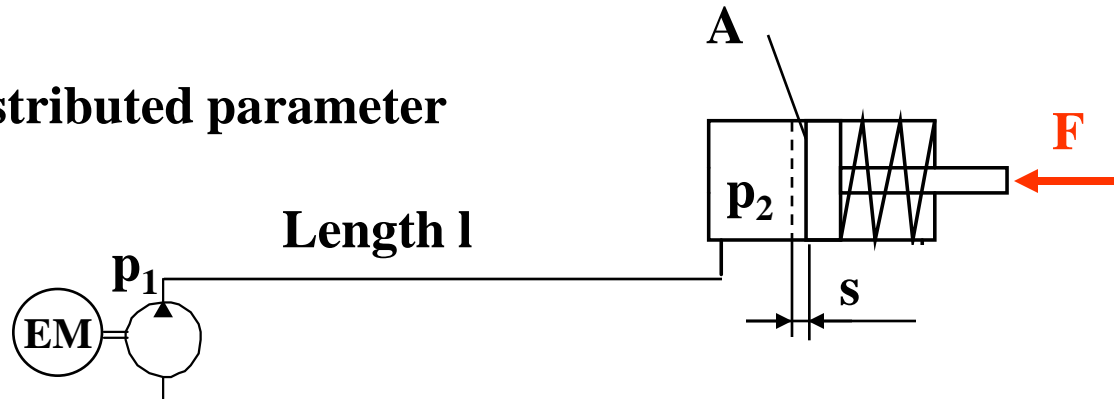 A
stributed parameter
F
p2
Length l
p1
s
EM